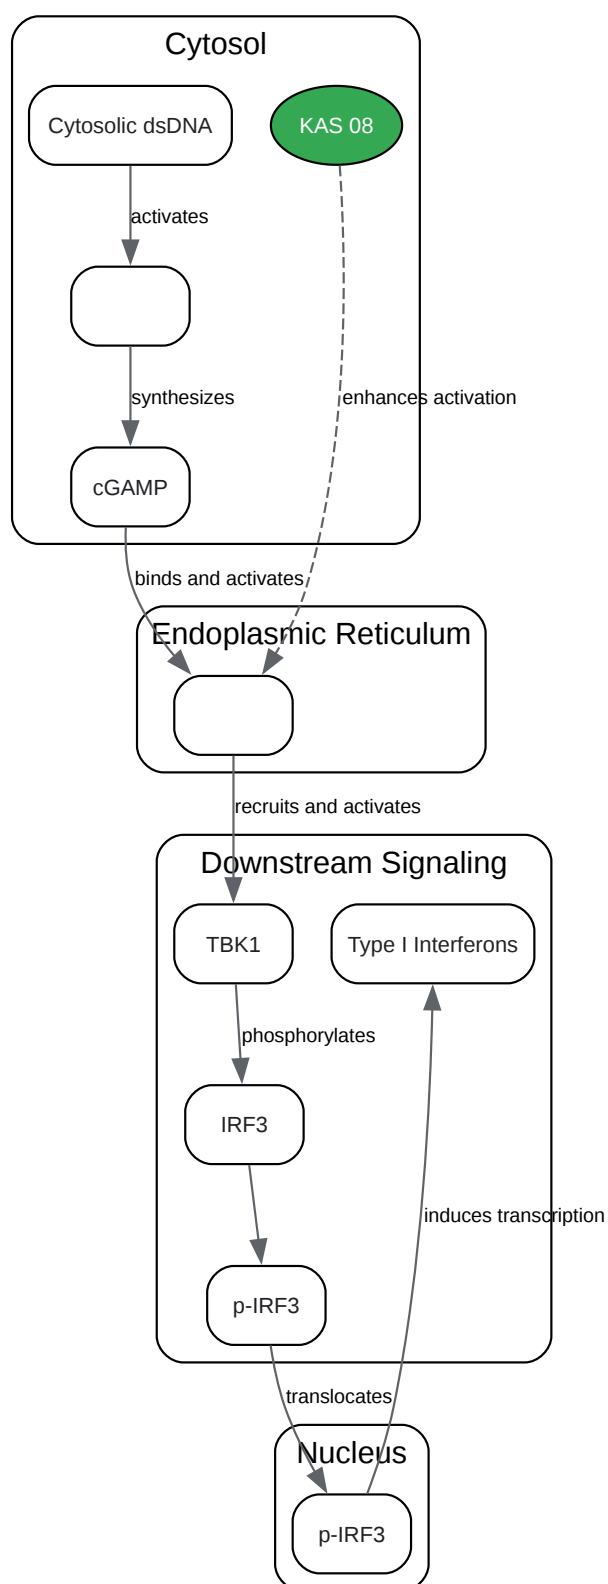 Cytosol
Cytosolic dsDNA
KAS 08
activates
synthesizes
enhances activation
cGAMP
binds and activates
Endoplasmic Reticulum
recruits and activates
Downstream Signaling
TBK1
Type I Interferons
phosphorylates
IRF3
induces transcription
p-IRF3
translocates
Nucleus
p-IRF3